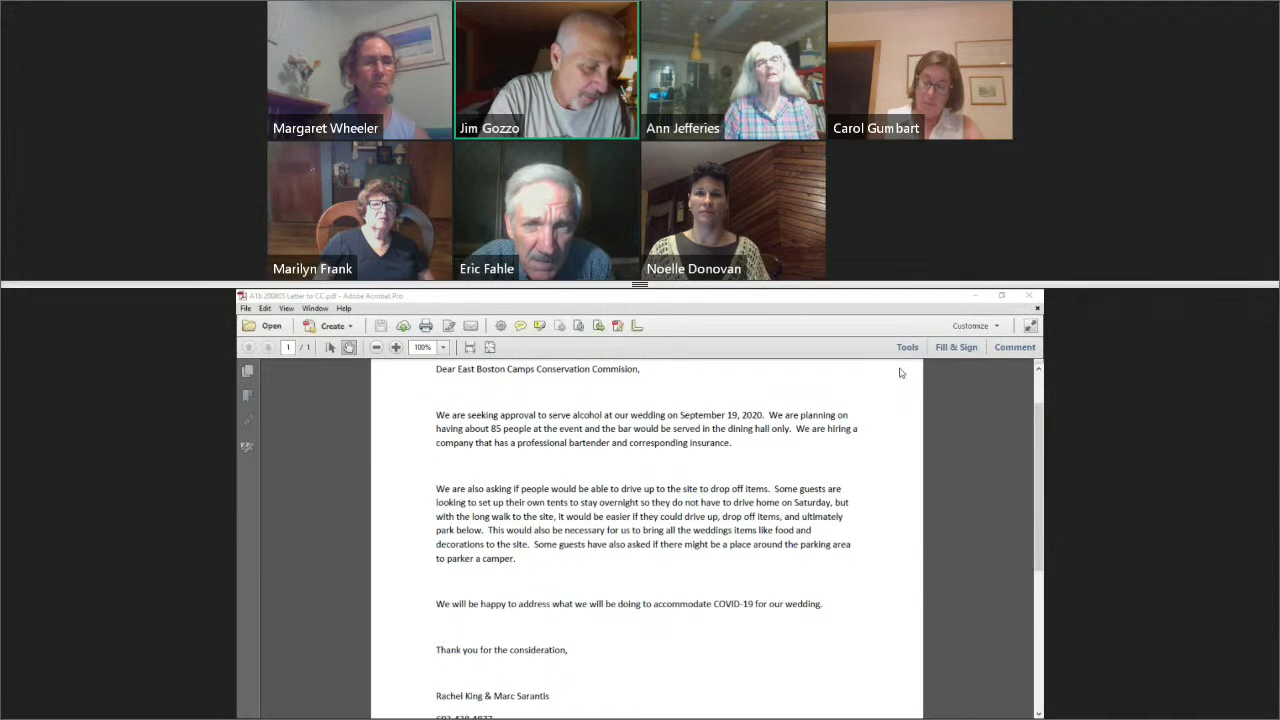 Margaret Wheeler
Jim Gozzo
Ann Jefferies
Carol Gumbart
Marilyn Frank
Eric Fahle
Noelle Donovan
A1b 200805 Letter to CC.pdf - Adobe Acrobat Pro
File Edit View Window Help
Open Create Customize
1 / 1 100% Tools Fill & Sign Comment
Dear East Boston Camps Conservation Commision,
We are seeking approval to serve alcohol at our wedding on September 19, 2020. We are planning on
having about 85 people at the event and the bar would be served in the dining hall only. We are hiring a
company that has a professional bartender and corresponding insurance.
We are also asking if people would be able to drive up to the site to drop off items. Some guests are
looking to set up their own tents to stay overnight so they do not have to drive home on Saturday, but
with the long walk to the site, it would be easier if they could drive up, drop off items, and ultimately
park below. This would also be necessary for us to bring all the weddings items like food and
decorations to the site. Some guests have also asked if there might be a place around the parking area
to parker a camper.
We will be happy to address what we will be doing to accommodate COVID-19 for our wedding.
Thank you for the consideration,
Rachel King & Marc Sarantis